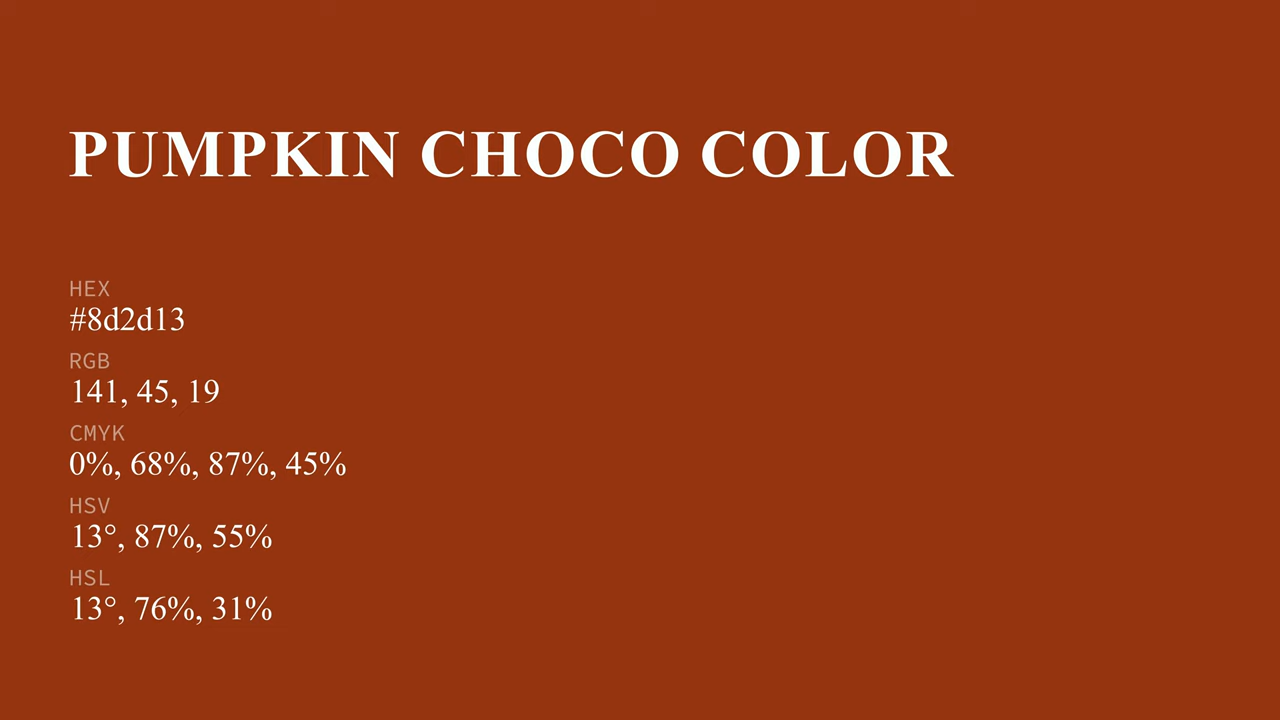 PUMPKIN CHOCO COLOR
HEX
#8d2d13
RGB
141, 45, 19
CMYK
0%, 68%, 87%, 45%
HSV
13°, 87%, 55%
HSL
13°, 76%, 31%